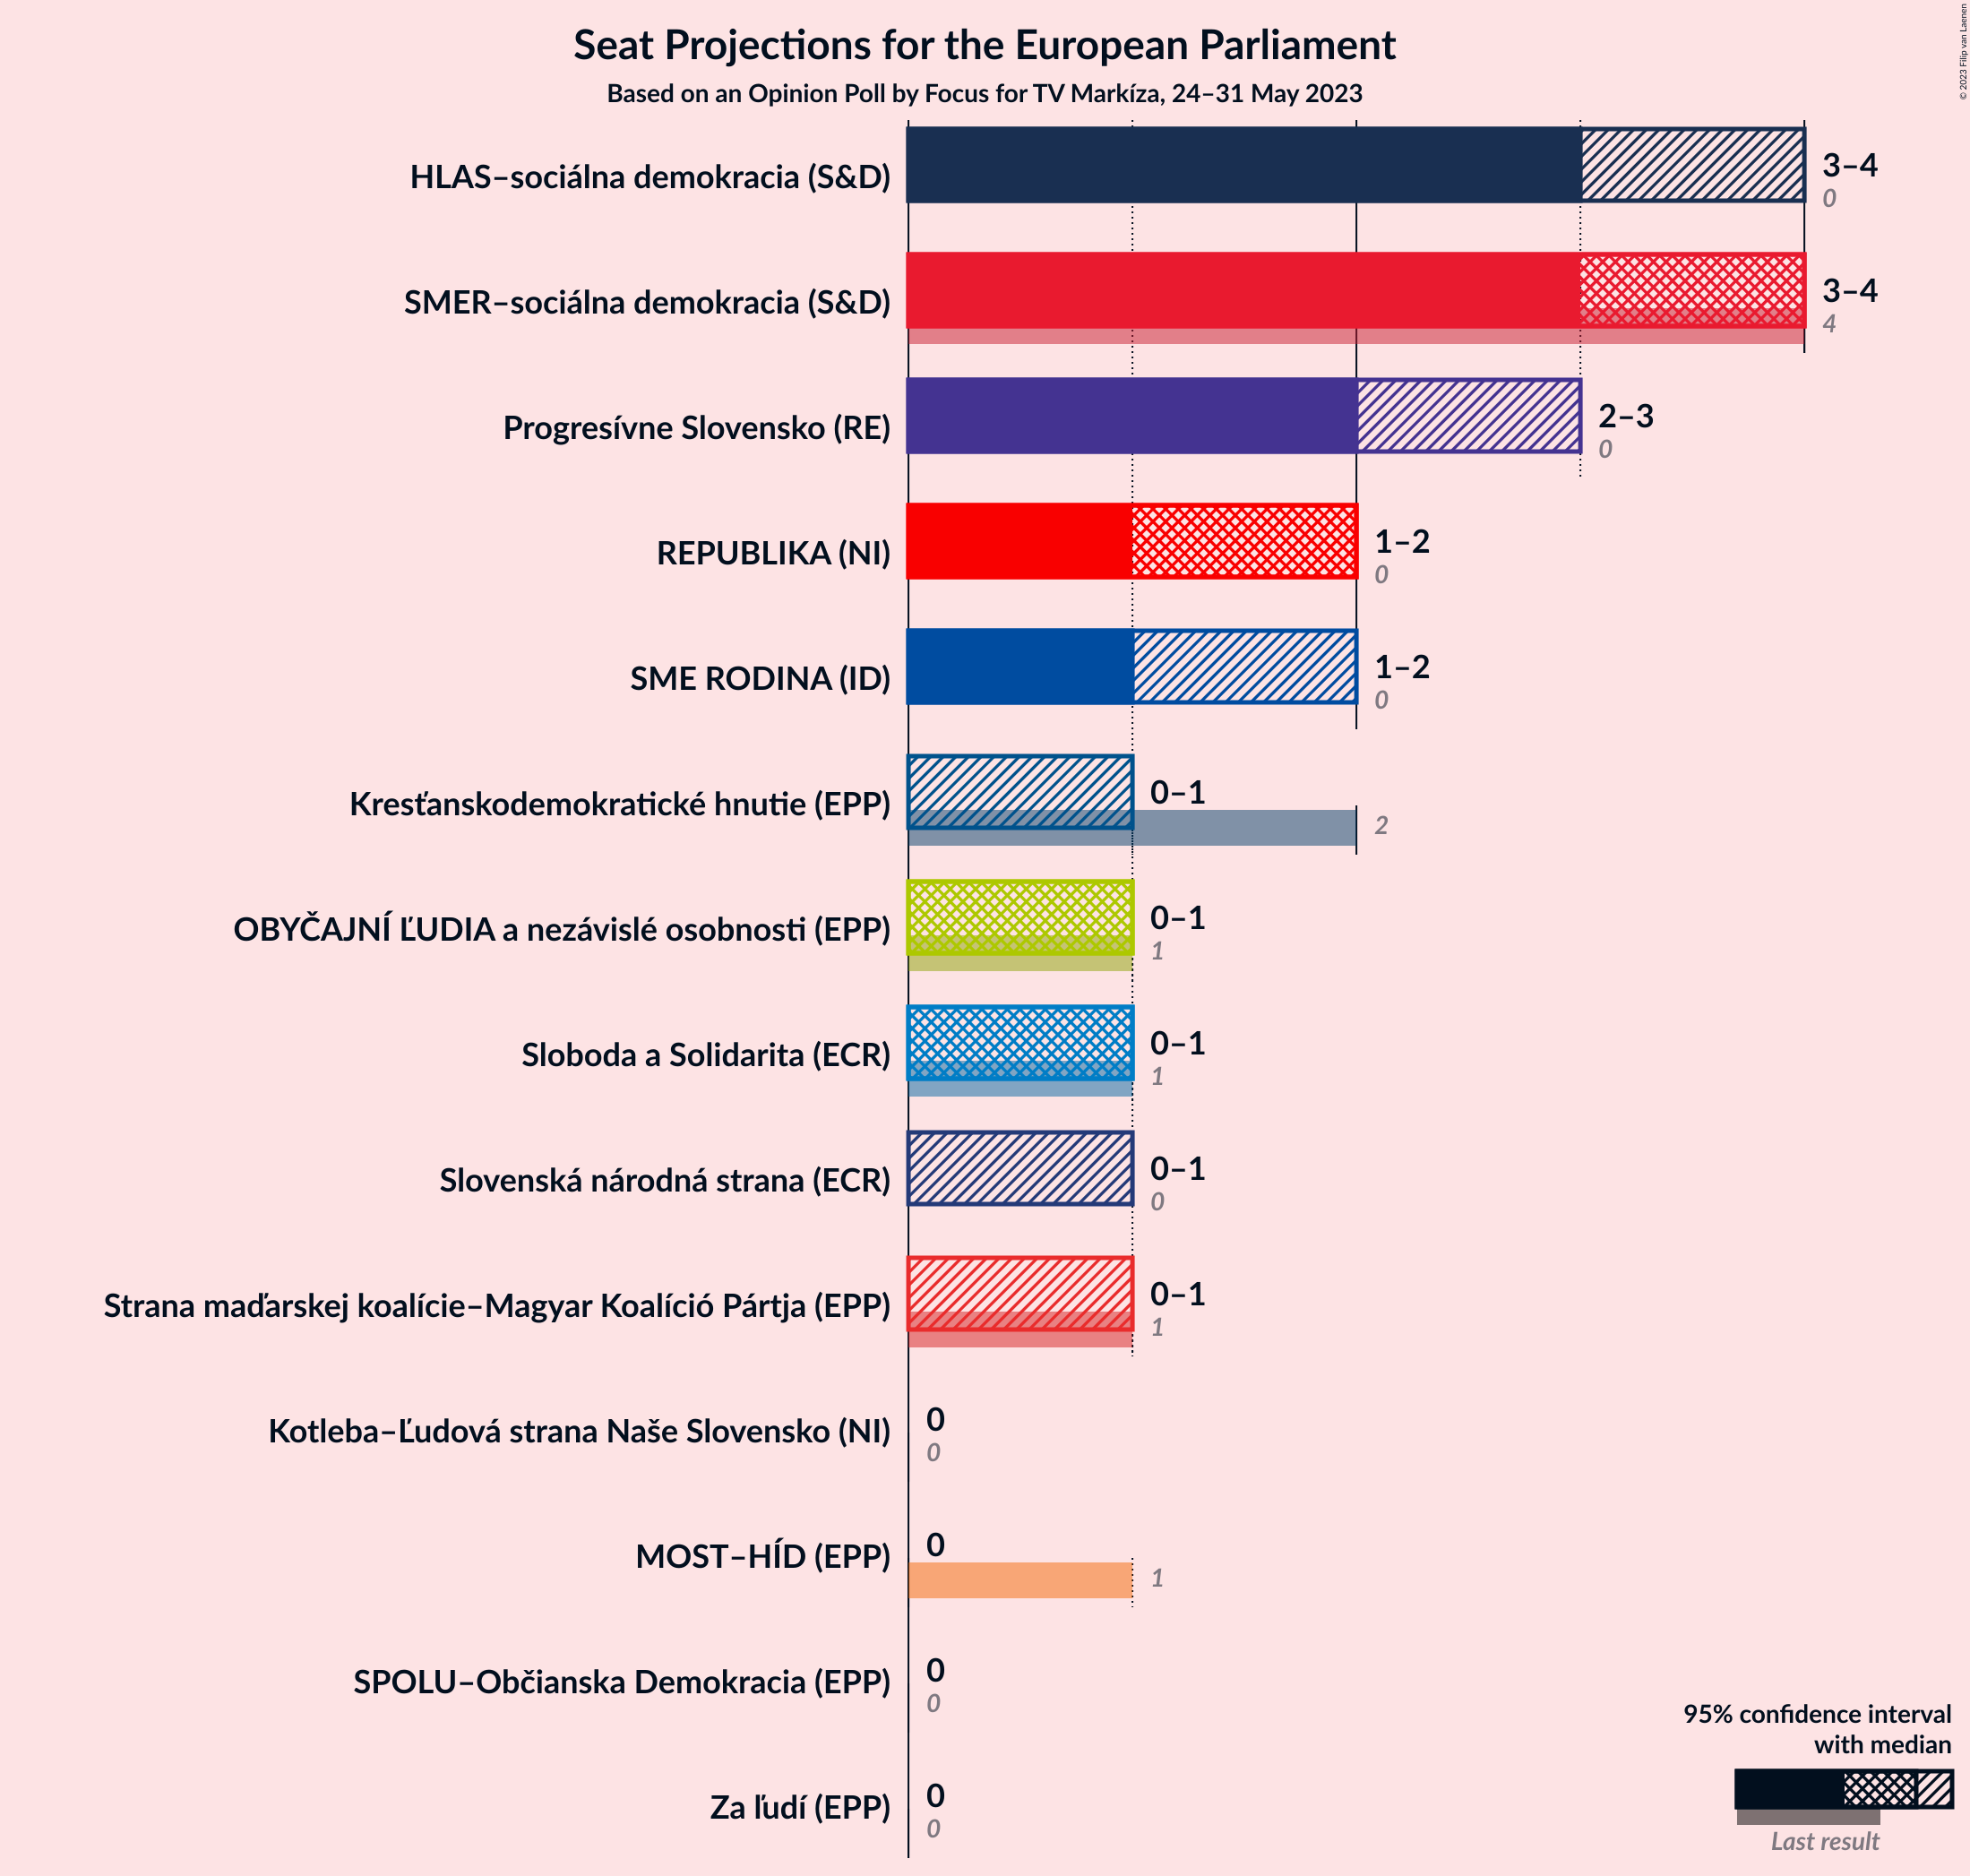 Seat Projections for the European Parliament
Based on an Opinion Poll by Focus for TV Markíza, 24–31 May 2023
© 2023 Filip van Laenen
HLAS–sociálna demokracia (S&D)
3–4
0
SMER–sociálna demokracia (S&D)
3–4
4
Progresívne Slovensko (RE)
2–3
0
REPUBLIKA (NI)
1–2
0
SME RODINA (ID)
1–2
0
Kresťanskodemokratické hnutie (EPP)
0–1
2
OBYČAJNÍ ĽUDIA a nezávislé osobnosti (EPP)
0–1
1
Sloboda a Solidarita (ECR)
0–1
1
Slovenská národná strana (ECR)
0–1
0
Strana maďarskej koalície–Magyar Koalíció Pártja (EPP)
0–1
1
Kotleba–Ľudová strana Naše Slovensko (NI)
0
0
MOST–HÍD (EPP)
0
1
SPOLU–Občianska Demokracia (EPP)
0
0
Za ľudí (EPP)
0
0
95% confidence interval
with median
Last result